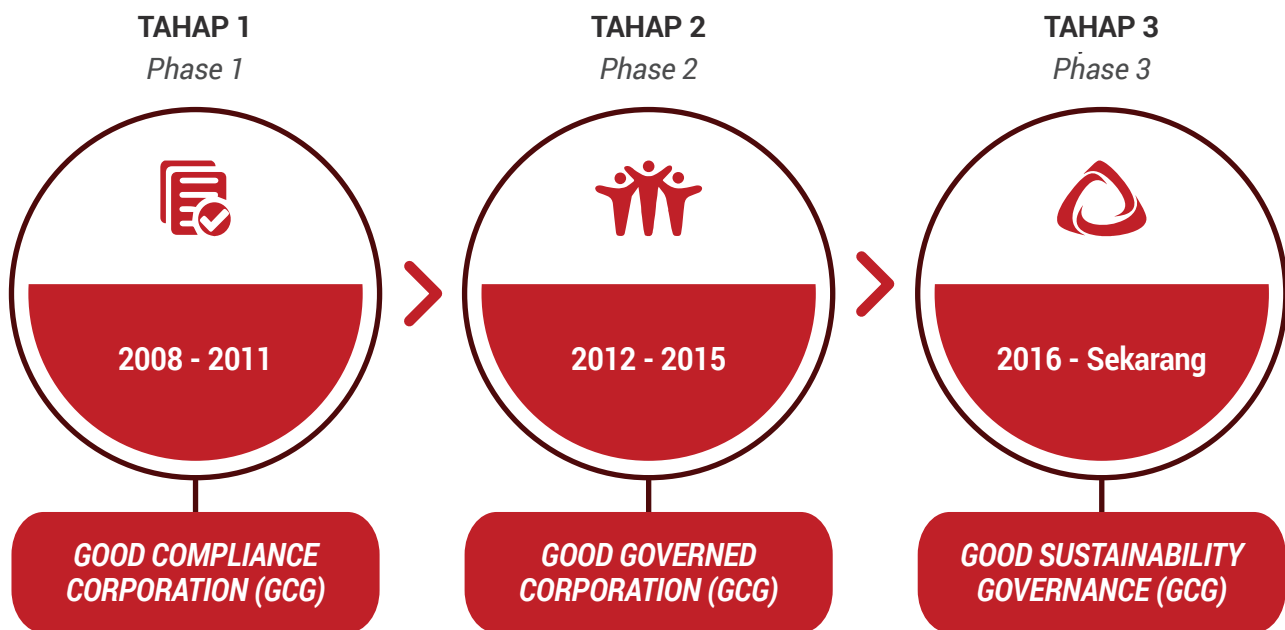 TAHAP 1
Phase 1
2008 - 2011
GOOD COMPLIANCE
CORPORATION (GCG)
TAHAP 2
Phase 2
2012 - 2015
GOOD GOVERNED
CORPORATION (GCG)
TAHAP 3
Phase 3
2016 - Sekarang
GOOD SUSTAINABILITY
GOVERNANCE (GCG)